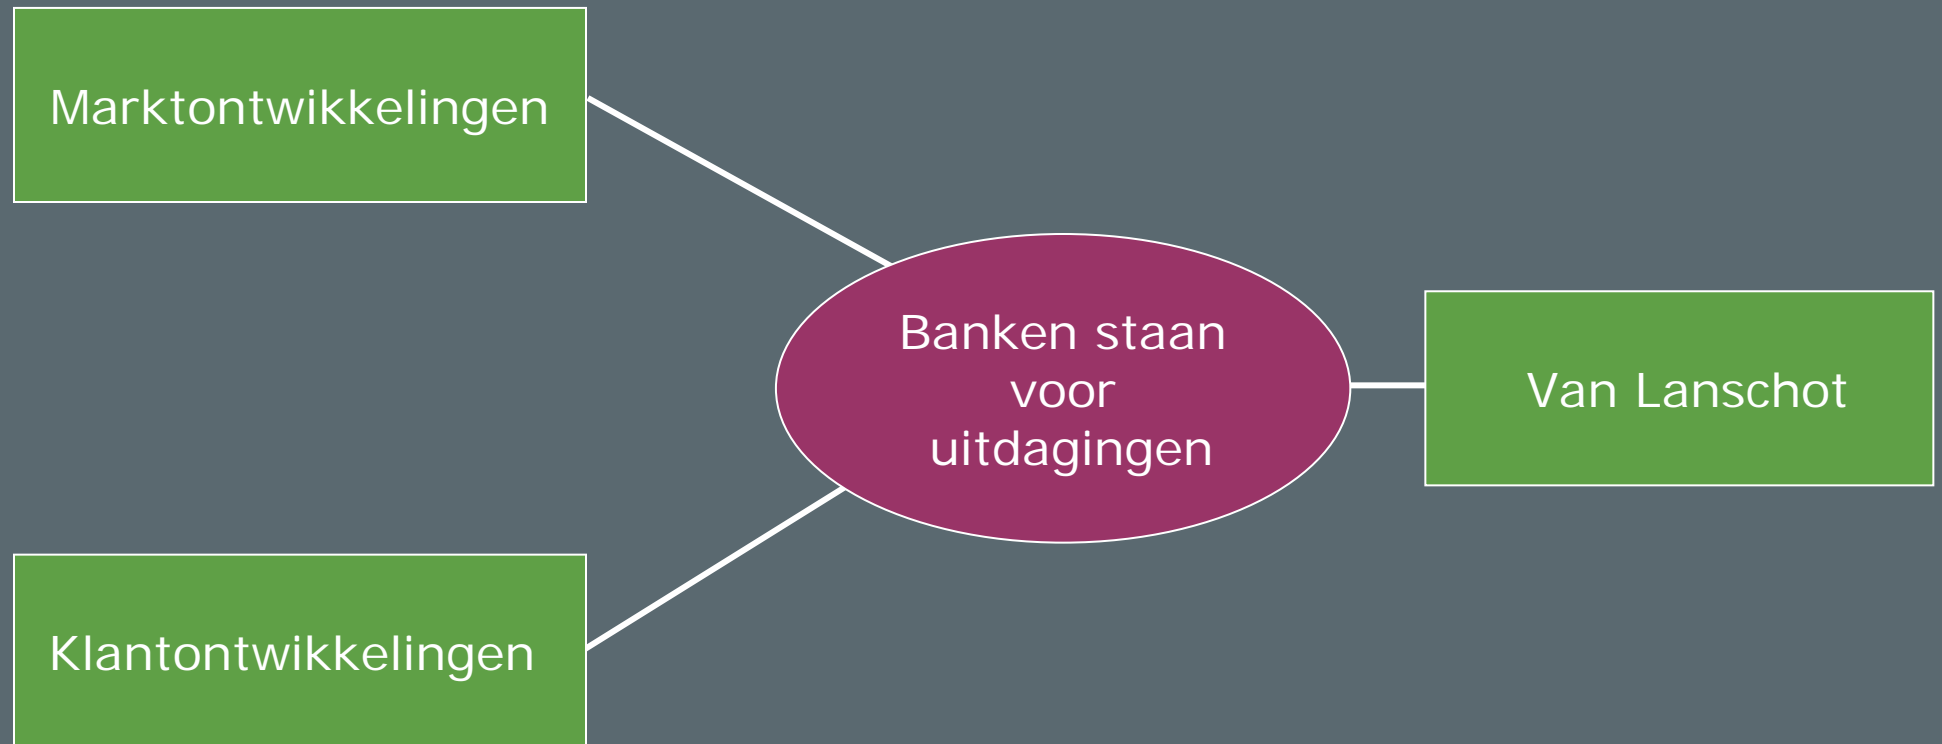 Marktontwikkelingen
Banken staan
voor
uitdagingen
Van Lanschot
Klantontwikkelingen